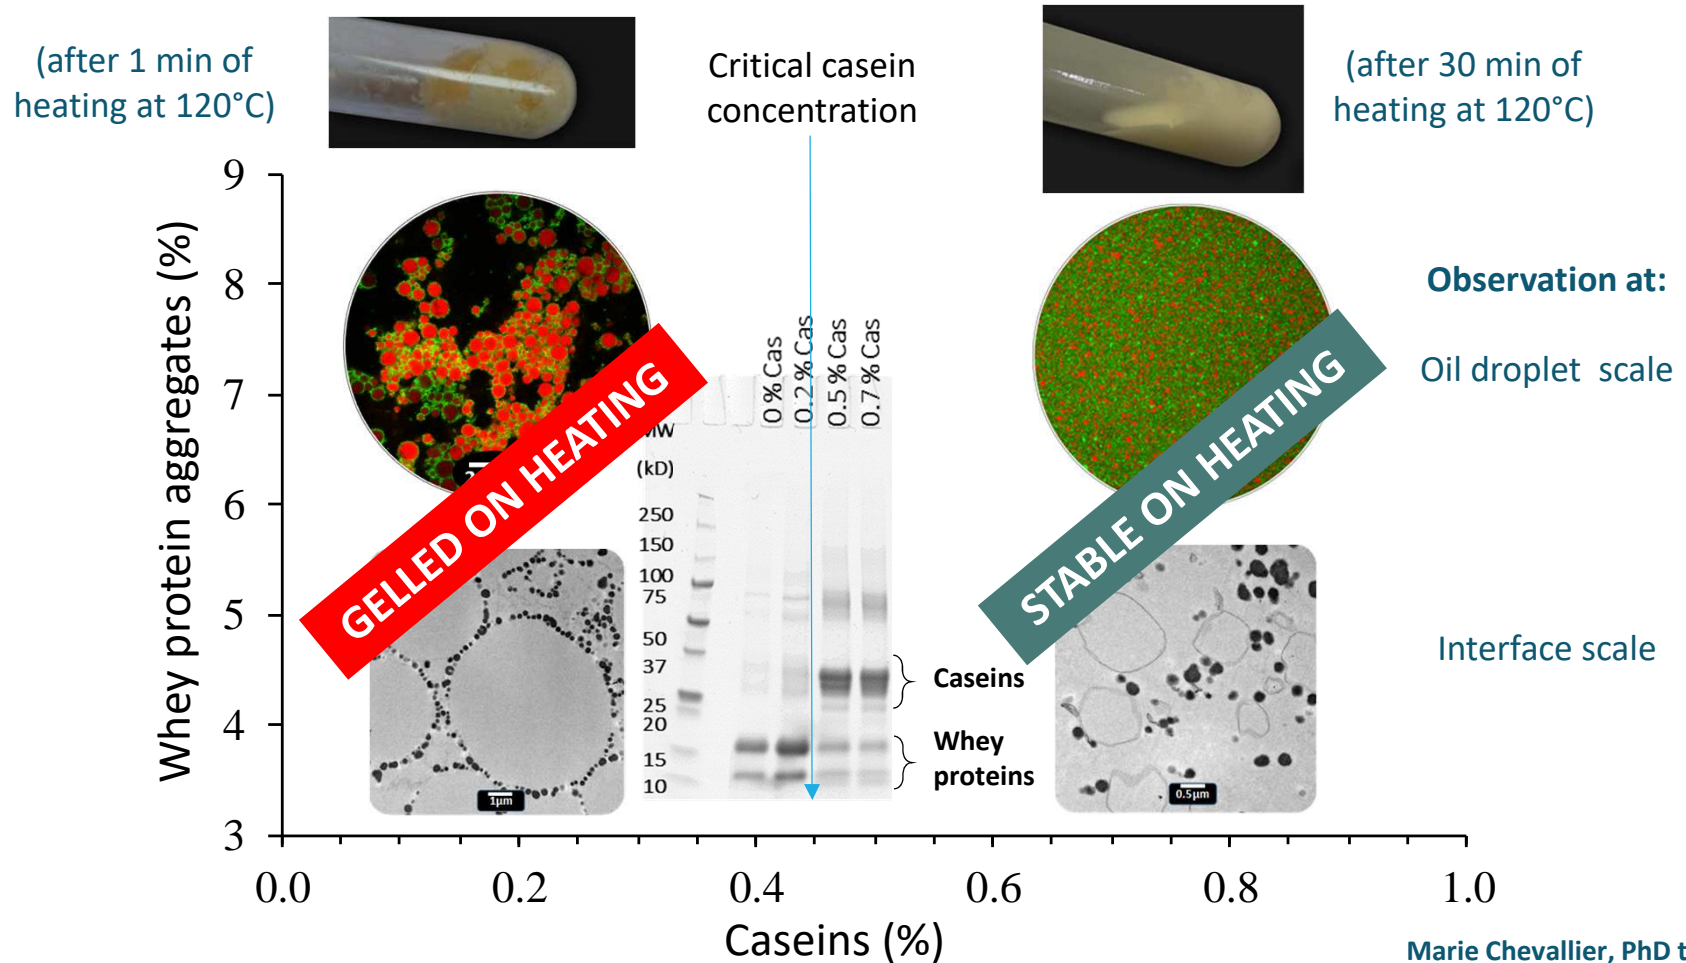 (after 1 min of
heating at 120°C)
Critical casein
concentration
(after 30 min of
heating at 120°C)
Whey protein aggregates (%)
9
8
7
6
5
4
3
GELLED ON HEATING
1µm
0 % Cas
0.2 % Cas
0.5 % Cas
0.7 % Cas
MW
(kD)
250
150
100
75
50
37
25
20
15
10
Caseins
Whey
proteins
STABLE ON HEATING
0.5µm
Observation at:
Oil droplet scale
Interface scale
0.0
0.2
0.4
0.6
0.8
1.0
Caseins (%)
Marie Chevallier, PhD t